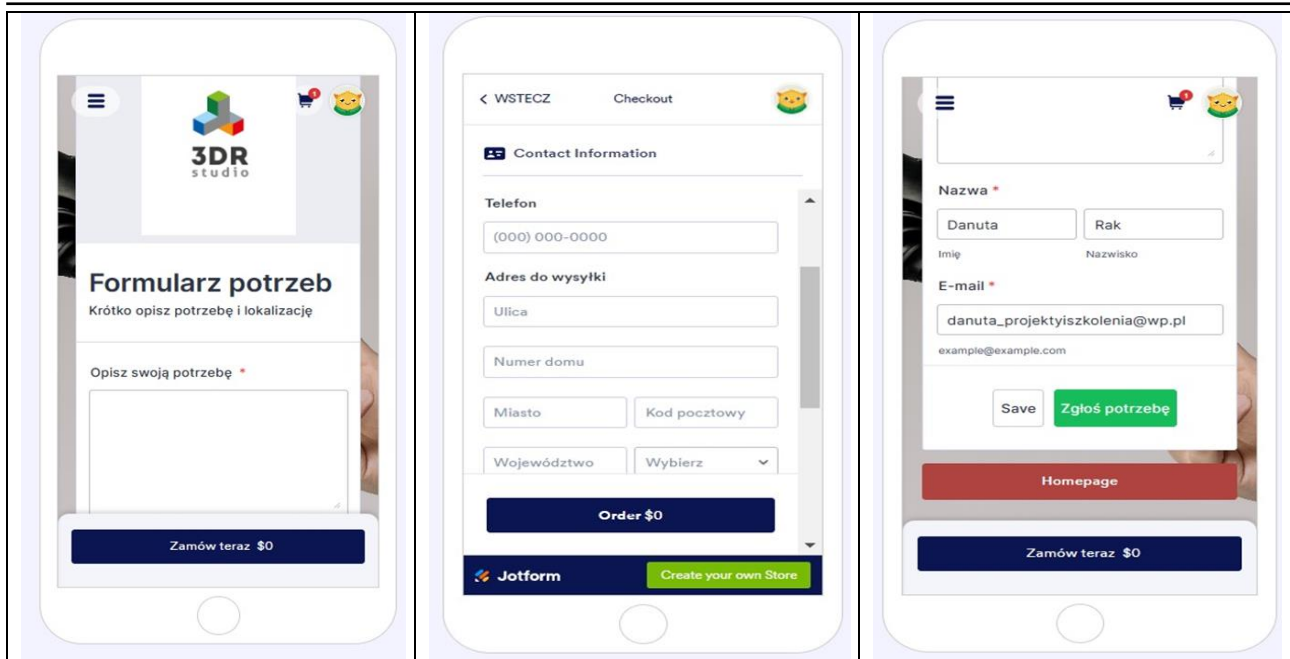 1
3DR
studio
Formularz potrzeb
Krótko opisz potrzebę i lokalizację
Opisz swoją potrzebę *
Zamów teraz $0
< WSTECZ Checkout
Contact Information
Telefon
(000) 000-0000
Adres do wysyłki
Ulica
Numer domu
Miasto Kod pocztowy
Województwo Wybierz
Order $0
Jotform Create your own Store
1
Nazwa *
Danuta Rak
Imię Nazwisko
E-mail *
danuta_projektyiszkolenia@wp.pl
example@example.com
Save Zgłoś potrzebę
Homepage
Zamów teraz $0